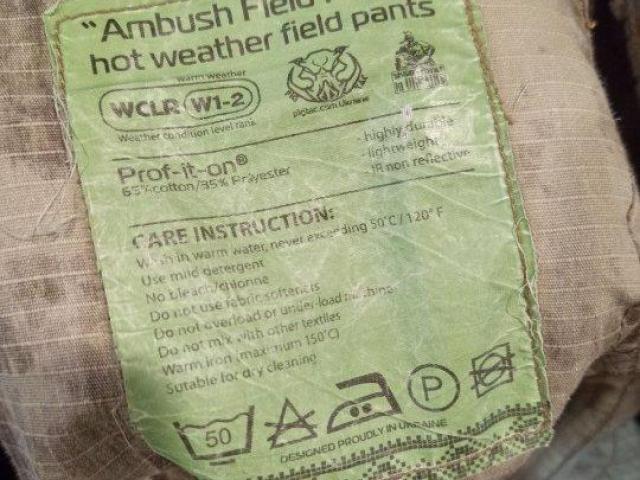 "Ambush Field
hot weather field pants
warm weather
WCLR W1-2
Weather condition level rans
pigtac.com Ukraine
Prof-it-on®
65%cotton/35% Polyester
- highly durable
- lightweight
- IR non reflective
CARE INSTRUCTION:
Wash in warm water, never exceeding 50°C / 120° F
Use mild detergent
No bleach/chlorine
Do not use fabric softeners
Do not overload or under-load machine
Do not mix with other textiles
Warm iron (maximum 150°C)
Suitable for dry cleaning
50
P
DESIGNED PROUDLY IN UKRAINE